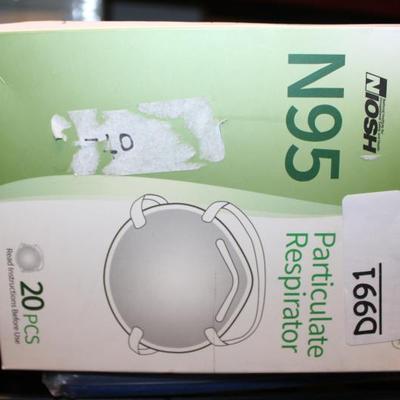 NIOSH
N95
Particulate
Respirator
20 PCS
Read Instructions Before Use
D991